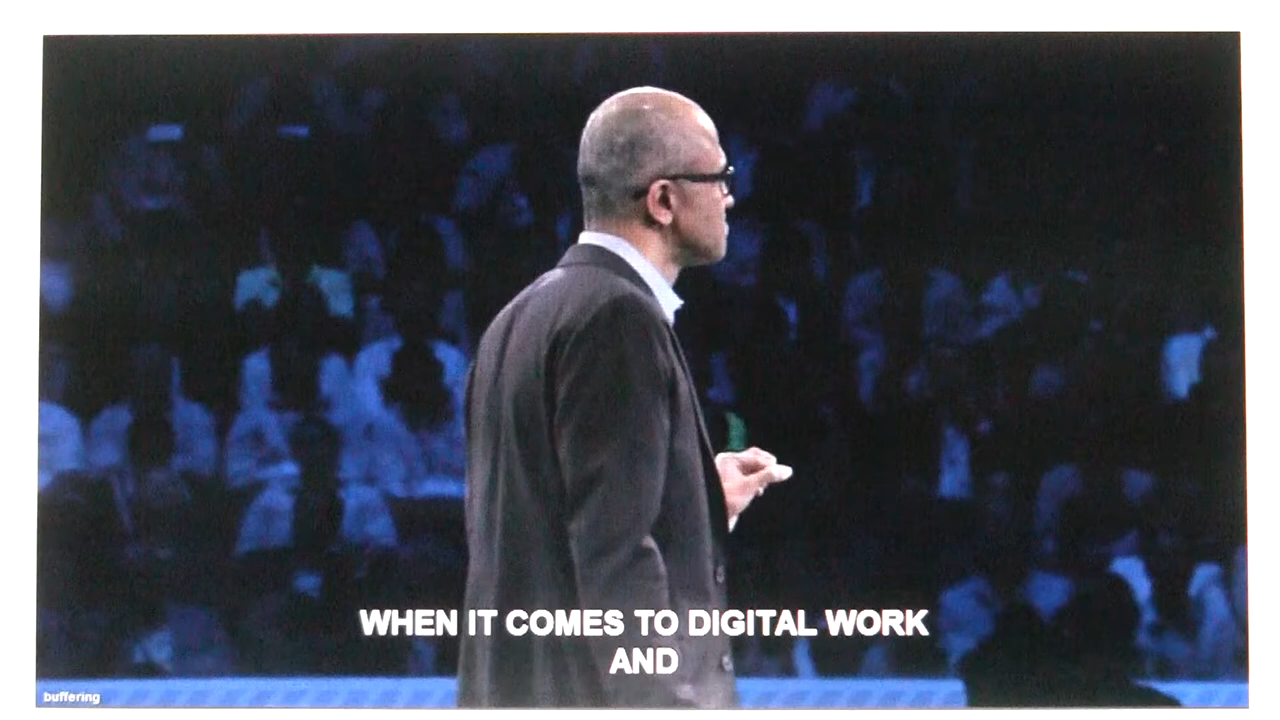 WHEN IT COMES TO DIGITAL WORK
AND
buffering